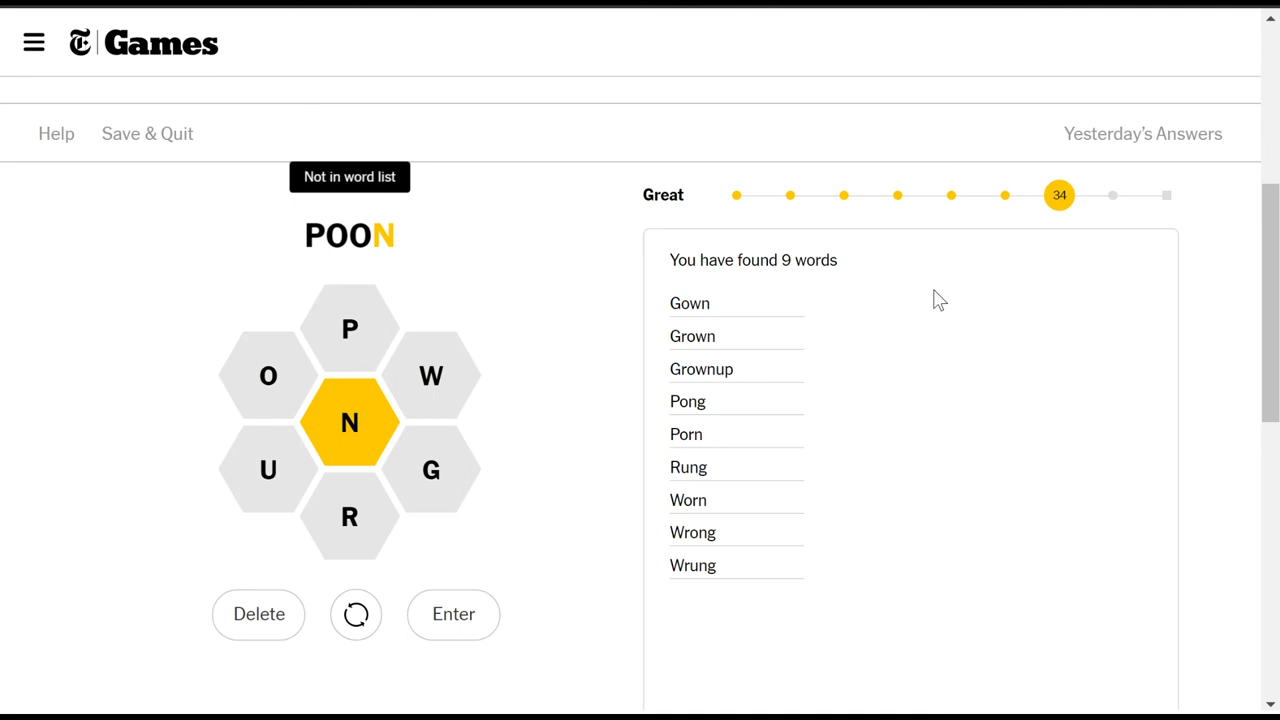 T Games
Help Save & Quit Yesterday's Answers
Not in word list
Great 34
POON
You have found 9 words
Gown
Grown
Grownup
Pong
Porn
Rung
Worn
Wrong
Wrung
P
O W
N
U G
R
Delete Enter